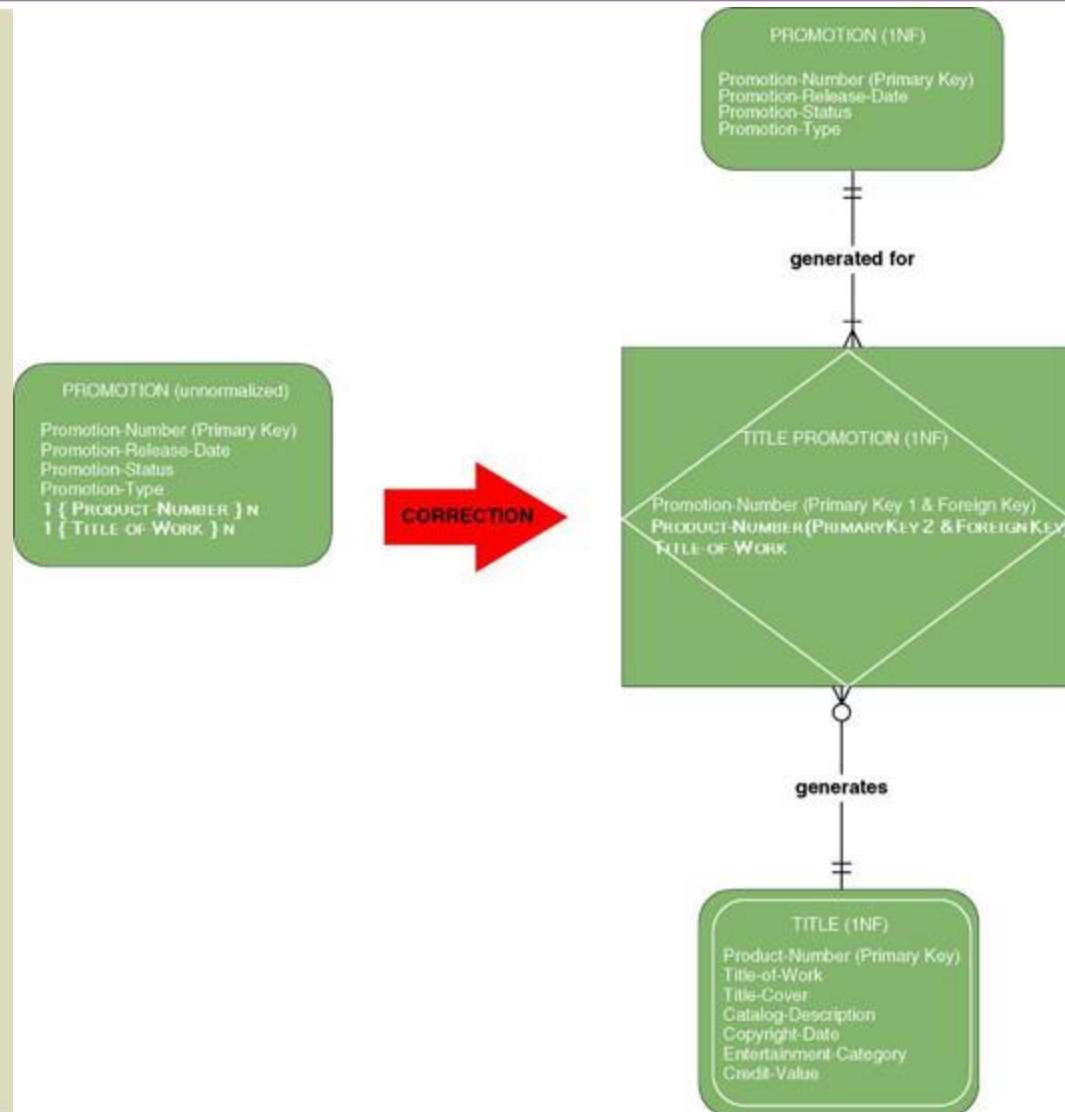 PROMOTION (1NF)
Promotion-Number (Primary Key)
Promotion-Release-Date
Promotion-Status
Promotion-Type
generated for
PROMOTION (unnormalized)
Promotion-Number (Primary Key)
Promotion-Release-Date
Promotion-Status
Promotion-Type
1 { PRODUCT-NUMBER } N
1 { TITLE-OF-WORK } N
CORRECTION
TITLE PROMOTION (1NF)
Promotion-Number (Primary Key 1 & Foreign Key)
PRODUCT-NUMBER (PRIMARY KEY 2 & FOREIGN KEY)
TITLE-OF WORK
generates
TITLE (1NF)
Product-Number (Primary Key)
Title-of-Work
Title-Cover
Catalog-Description
Copyright-Date
Entertainment-Category
Credit-Value